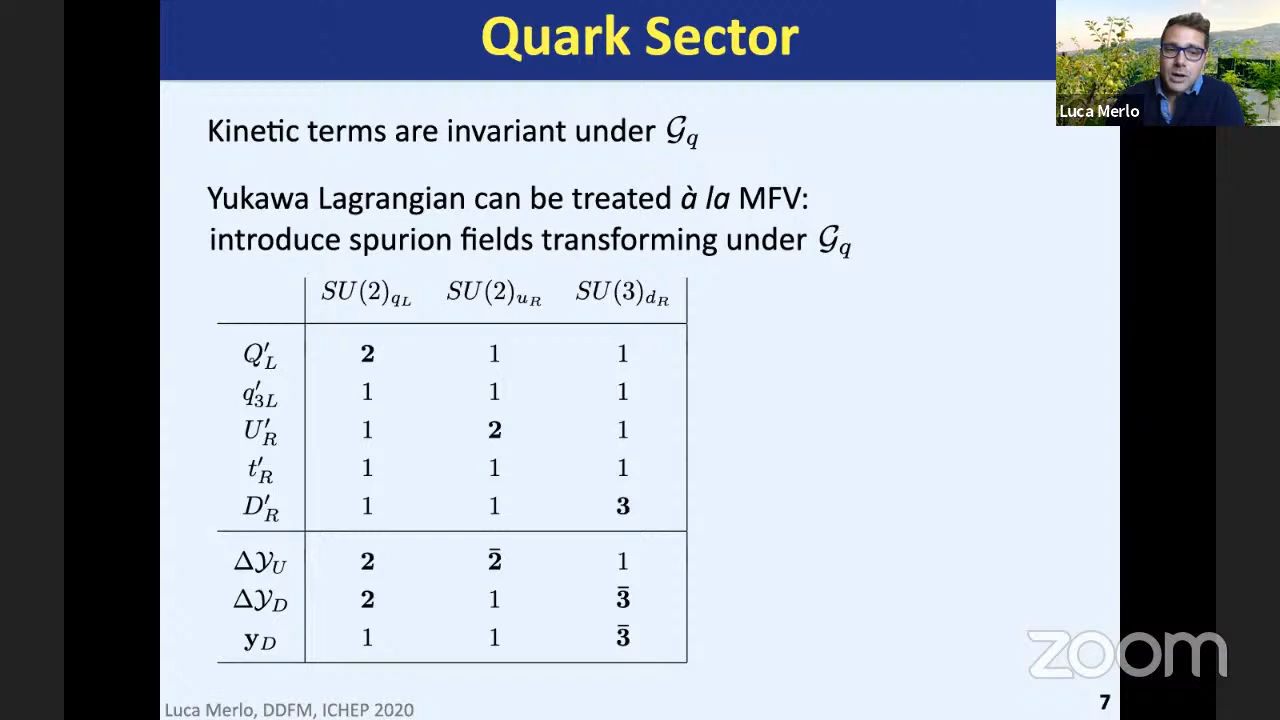 Quark Sector
Luca Merlo
Kinetic terms are invariant under 𝒢_q
Yukawa Lagrangian can be treated à la MFV:
introduce spurion fields transforming under 𝒢_q
SU(2)_{q_L} SU(2)_{u_R} SU(3)_{d_R}
Q′_L 2 1 1
q′_{3L} 1 1 1
U′_R 1 2 1
t′_R 1 1 1
D′_R 1 1 3
Δ𝒴_U 2 2̄ 1
Δ𝒴_D 2 1 3̄
y_D 1 1 3̄
zoom
Luca Merlo, DDFM, ICHEP 2020
7